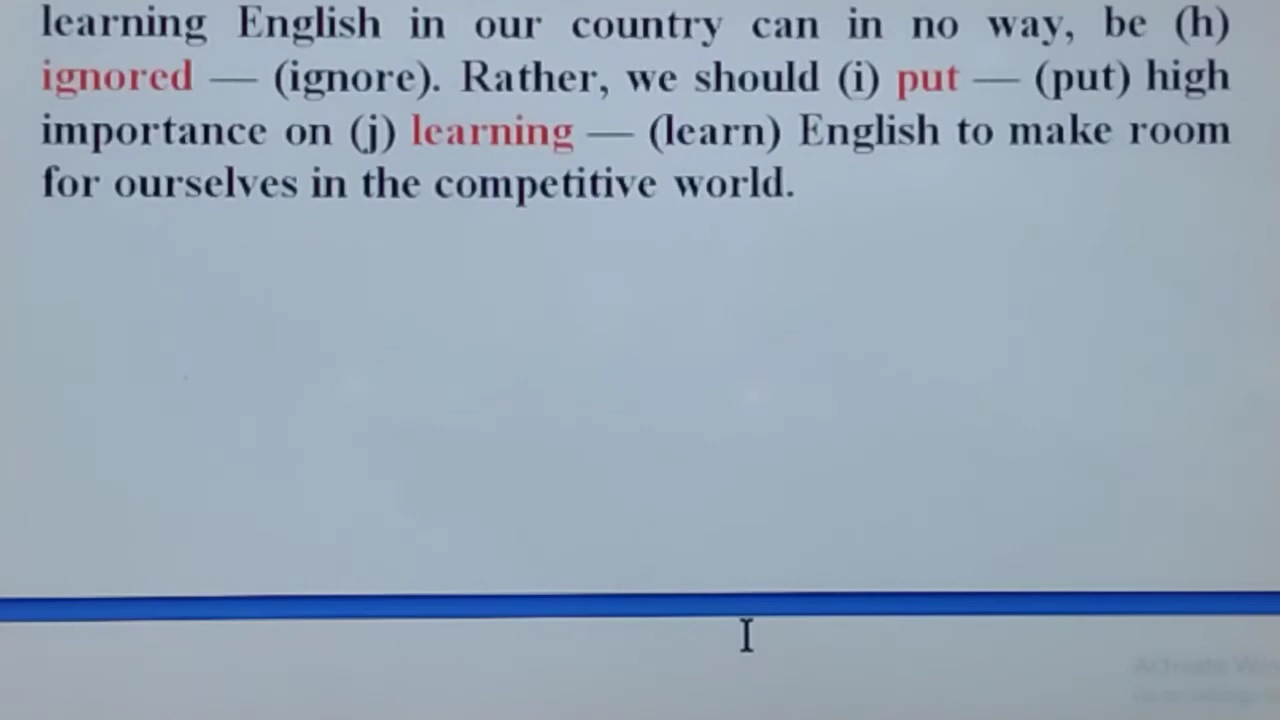 learning English in our country can in no way, be (h)
ignored — (ignore). Rather, we should (i) put — (put) high
importance on (j) learning — (learn) English to make room
for ourselves in the competitive world.
Activate